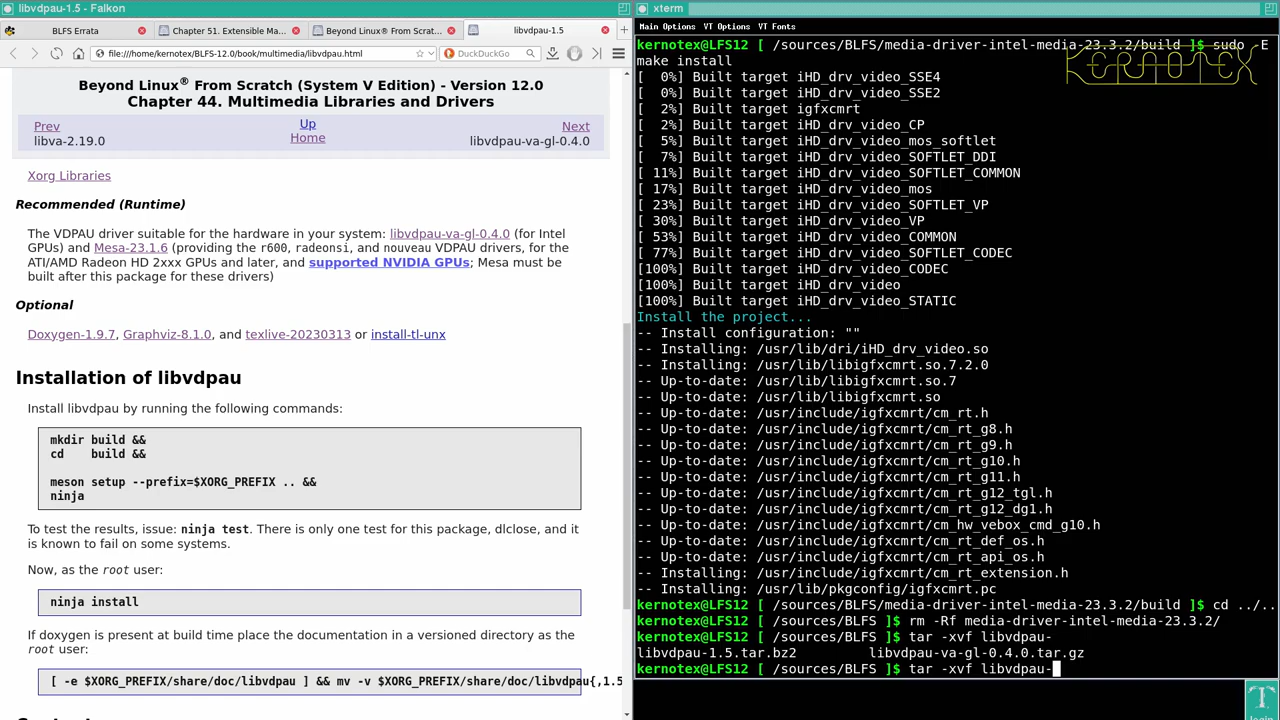 libvdpau-1.5 - Falkon
BLFS Errata
Chapter 51. Extensible Ma...
Beyond Linux® From Scrat...
libvdpau-1.5
file:///home/kernotex/BLFS-12.0/book/multimedia/libvdpau.html
DuckDuckGo
Beyond Linux® From Scratch (System V Edition) - Version 12.0
Chapter 44. Multimedia Libraries and Drivers
Prev
Up
Next
libva-2.19.0
Home
libvdpau-va-gl-0.4.0
Xorg Libraries
Recommended (Runtime)
The VDPAU driver suitable for the hardware in your system: libvdpau-va-gl-0.4.0 (for Intel
GPUs) and Mesa-23.1.6 (providing the r600, radeonsi, and nouveau VDPAU drivers, for the
ATI/AMD Radeon HD 2xxx GPUs and later, and supported NVIDIA GPUs; Mesa must be
built after this package for these drivers)
Optional
Doxygen-1.9.7, Graphviz-8.1.0, and texlive-20230313 or install-tl-unx
Installation of libvdpau
Install libvdpau by running the following commands:
mkdir build &&
cd    build &&
meson setup --prefix=$XORG_PREFIX .. &&
ninja
To test the results, issue: ninja test. There is only one test for this package, dlclose, and it
is known to fail on some systems.
Now, as the root user:
ninja install
If doxygen is present at build time place the documentation in a versioned directory as the
root user:
[ -e $XORG_PREFIX/share/doc/libvdpau ] && mv -v $XORG_PREFIX/share/doc/libvdpau{,1.5
xterm
Main Options  VT Options  VT Fonts
kernotex@LFS12 [ /sources/BLFS/media-driver-intel-media-23.3.2/build ]$ sudo -E
make install
[  0%] Built target iHD_drv_video_SSE4
[  0%] Built target iHD_drv_video_SSE2
[  2%] Built target igfxcmrt
[  2%] Built target iHD_drv_video_CP
[  5%] Built target iHD_drv_video_mos_softlet
[  7%] Built target iHD_drv_video_SOFTLET_DDI
[ 11%] Built target iHD_drv_video_SOFTLET_COMMON
[ 17%] Built target iHD_drv_video_mos
[ 23%] Built target iHD_drv_video_SOFTLET_VP
[ 30%] Built target iHD_drv_video_VP
[ 53%] Built target iHD_drv_video_COMMON
[ 77%] Built target iHD_drv_video_SOFTLET_CODEC
[100%] Built target iHD_drv_video_CODEC
[100%] Built target iHD_drv_video
[100%] Built target iHD_drv_video_STATIC
Install the project...
-- Install configuration: ""
-- Installing: /usr/lib/dri/iHD_drv_video.so
-- Installing: /usr/lib/libigfxcmrt.so.7.2.0
-- Up-to-date: /usr/lib/libigfxcmrt.so.7
-- Up-to-date: /usr/lib/libigfxcmrt.so
-- Up-to-date: /usr/include/igfxcmrt/cm_rt.h
-- Up-to-date: /usr/include/igfxcmrt/cm_rt_g8.h
-- Up-to-date: /usr/include/igfxcmrt/cm_rt_g9.h
-- Up-to-date: /usr/include/igfxcmrt/cm_rt_g10.h
-- Up-to-date: /usr/include/igfxcmrt/cm_rt_g11.h
-- Up-to-date: /usr/include/igfxcmrt/cm_rt_g12_tgl.h
-- Up-to-date: /usr/include/igfxcmrt/cm_rt_g12_dg1.h
-- Up-to-date: /usr/include/igfxcmrt/cm_hw_vebox_cmd_g10.h
-- Up-to-date: /usr/include/igfxcmrt/cm_rt_def_os.h
-- Up-to-date: /usr/include/igfxcmrt/cm_rt_api_os.h
-- Installing: /usr/include/igfxcmrt/cm_rt_extension.h
-- Installing: /usr/lib/pkgconfig/igfxcmrt.pc
kernotex@LFS12 [ /sources/BLFS/media-driver-intel-media-23.3.2/build ]$ cd ../..
kernotex@LFS12 [ /sources/BLFS ]$ rm -Rf media-driver-intel-media-23.3.2/
kernotex@LFS12 [ /sources/BLFS ]$ tar -xvf libvdpau-
libvdpau-1.5.tar.bz2         libvdpau-va-gl-0.4.0.tar.gz
kernotex@LFS12 [ /sources/BLFS ]$ tar -xvf libvdpau-
KERNOTEX